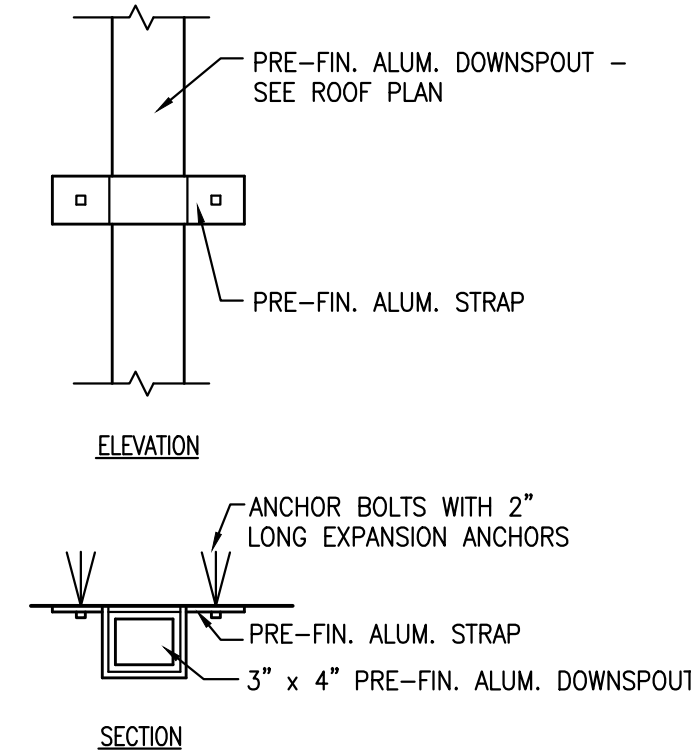 PRE-FIN. ALUM. DOWNSPOUT -
SEE ROOF PLAN
PRE-FIN. ALUM. STRAP
ELEVATION
ANCHOR BOLTS WITH 2"
LONG EXPANSION ANCHORS
PRE-FIN. ALUM. STRAP
3" x 4" PRE-FIN. ALUM. DOWNSPOUT
SECTION